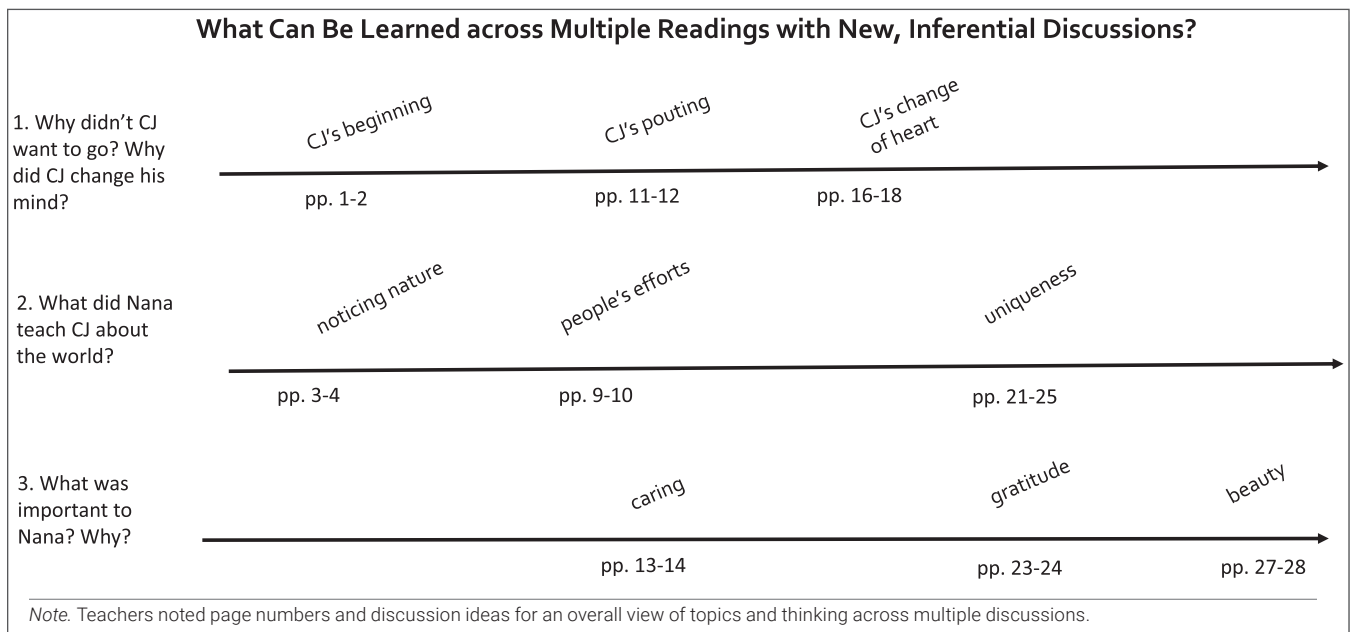 What Can Be Learned across Multiple Readings with New, Inferential Discussions?
1. Why didn't CJ
want to go? Why
did CJ change his
mind?
CJ's beginning
CJ's pouting
CJ's change
of heart
pp. 1-2
pp. 11-12
pp. 16-18
2. What did Nana
teach CJ about
the world?
noticing nature
people's efforts
uniqueness
pp. 3-4
pp. 9-10
pp. 21-25
3. What was
important to
Nana? Why?
caring
gratitude
beauty
pp. 13-14
pp. 23-24
pp. 27-28
Note. Teachers noted page numbers and discussion ideas for an overall view of topics and thinking across multiple discussions.